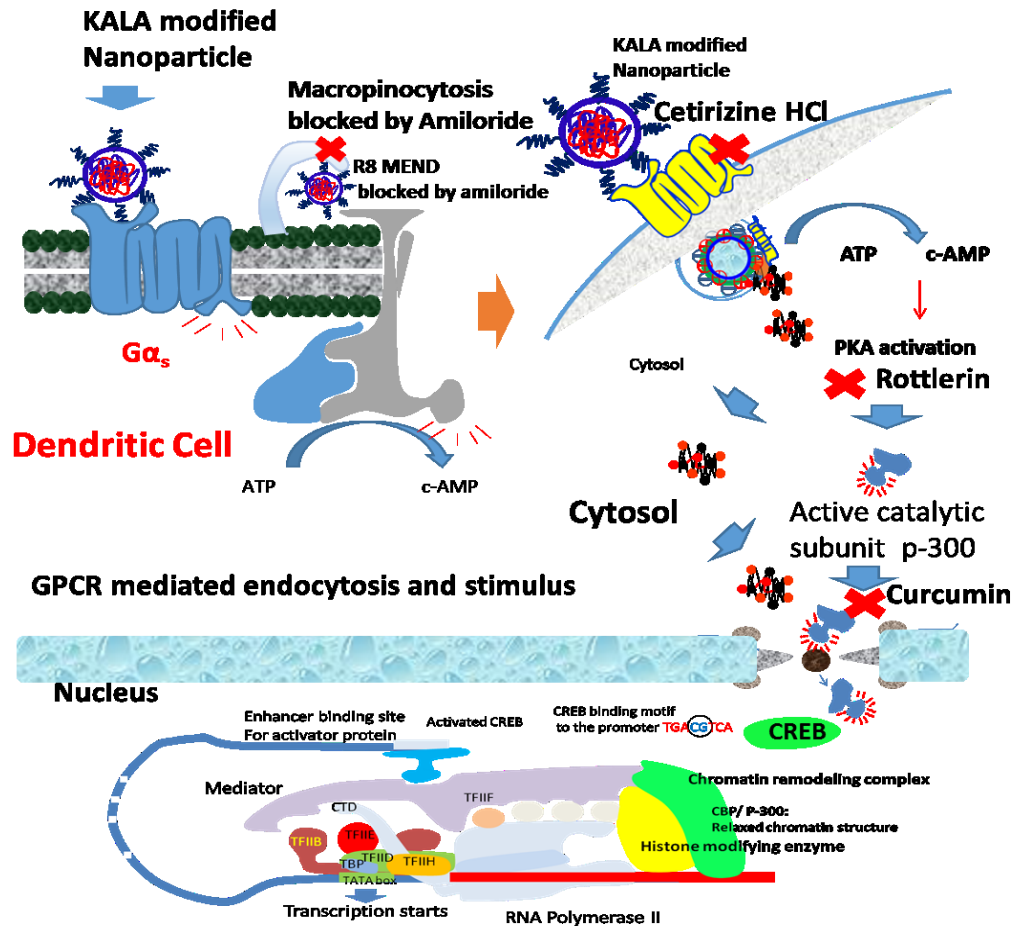 KALA modified
Nanoparticle
Macropinocytosis
blocked by Amiloride
R8 MEND
blocked by amiloride
Gαs
Dendritic Cell
ATP
c-AMP
KALA modified
Nanoparticle
Cetirizine HCl
ATP
c-AMP
PKA activation
Rottlerin
Cytosol
Cytosol
Active catalytic
subunit p-300
Curcumin
GPCR mediated endocytosis and stimulus
Nucleus
Enhancer binding site
For activator protein
Activated CREB
CREB binding motif
to the promoter TGACGTCA
CREB
Mediator
CTD
TFIIF
Chromatin remodeling complex
CBP/ P-300:
Relaxed chromatin structure
Histone modifying enzyme
TFIIB
TFIIE
TFIID
TFIIH
TBP
TATA box
Transcription starts
RNA Polymerase II